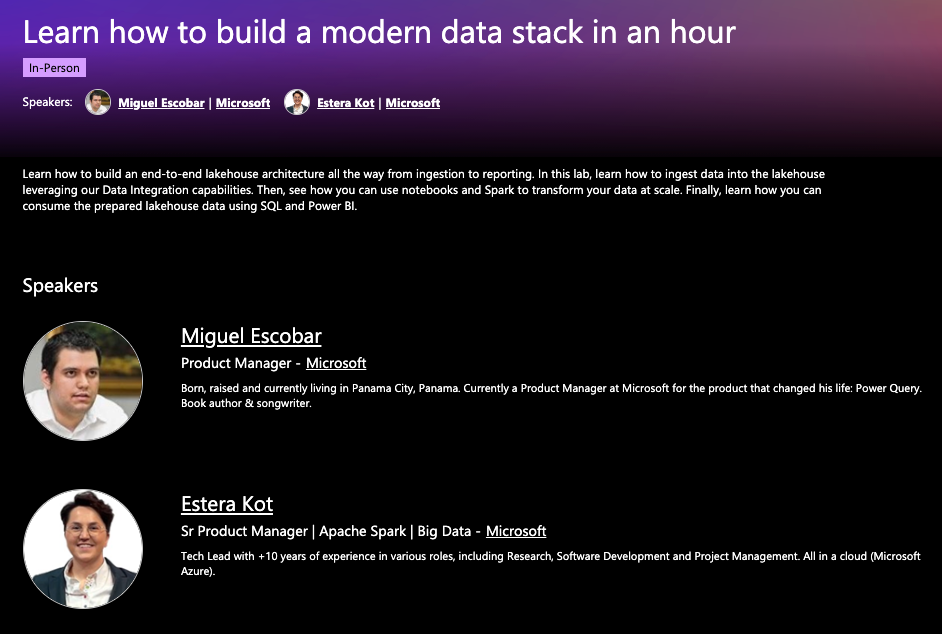 Learn how to build a modern data stack in an hour
In-Person
Speakers: Miguel Escobar | Microsoft Estera Kot | Microsoft
Learn how to build an end-to-end lakehouse architecture all the way from ingestion to reporting. In this lab, learn how to ingest data into the lakehouse
leveraging our Data Integration capabilities. Then, see how you can use notebooks and Spark to transform your data at scale. Finally, learn how you can
consume the prepared lakehouse data using SQL and Power BI.
Speakers
Miguel Escobar
Product Manager - Microsoft
Born, raised and currently living in Panama City, Panama. Currently a Product Manager at Microsoft for the product that changed his life: Power Query.
Book author & songwriter.
Estera Kot
Sr Product Manager | Apache Spark | Big Data - Microsoft
Tech Lead with +10 years of experience in various roles, including Research, Software Development and Project Management. All in a cloud (Microsoft
Azure).